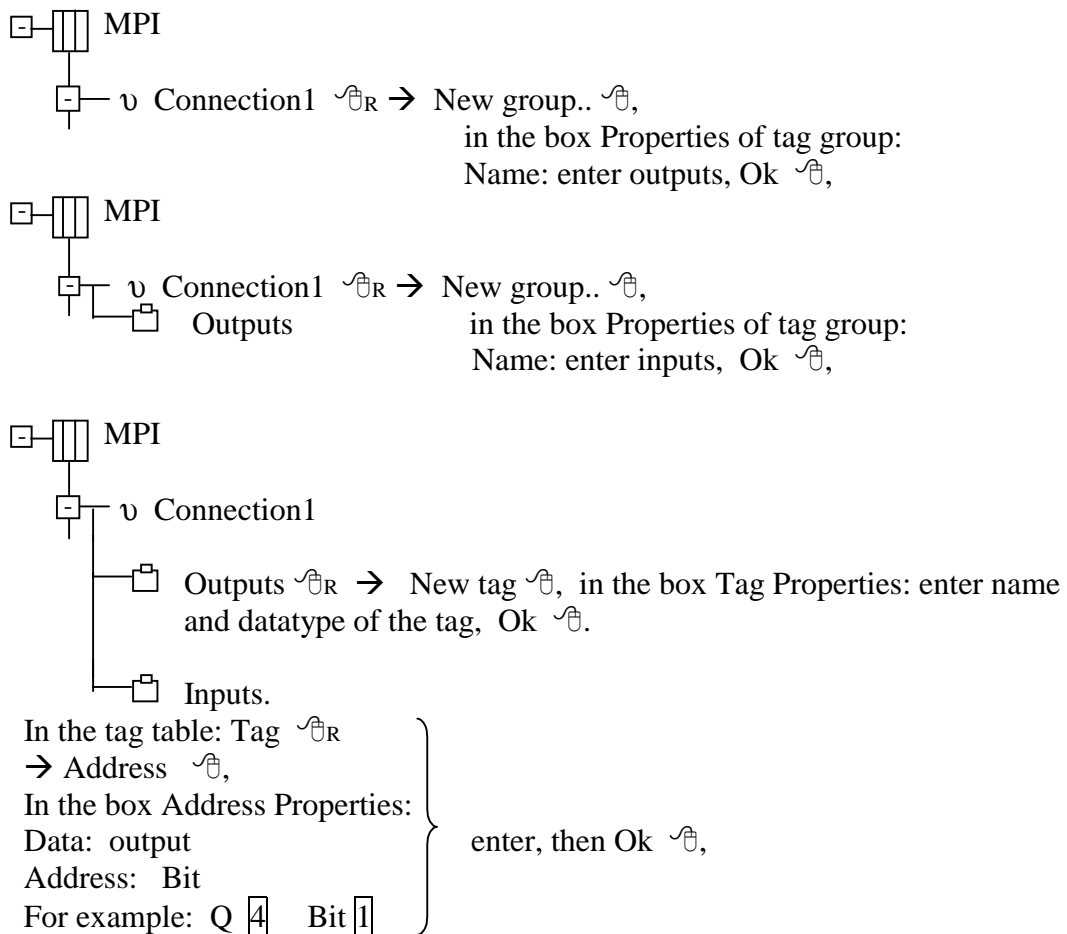 MPI
υ Connection1 🖰R → New group.. 🖰,
in the box Properties of tag group:
Name: enter outputs, Ok 🖰,
MPI
υ Connection1 🖰R → New group.. 🖰,
Outputs
in the box Properties of tag group:
Name: enter inputs, Ok 🖰,
MPI
υ Connection1
Outputs 🖰R → New tag 🖰, in the box Tag Properties: enter name
and datatype of the tag, Ok 🖰.
Inputs.
In the tag table: Tag 🖰R
→ Address 🖰,
In the box Address Properties:
Data: output
Address: Bit
For example: Q 4 Bit 1
enter, then Ok 🖰,